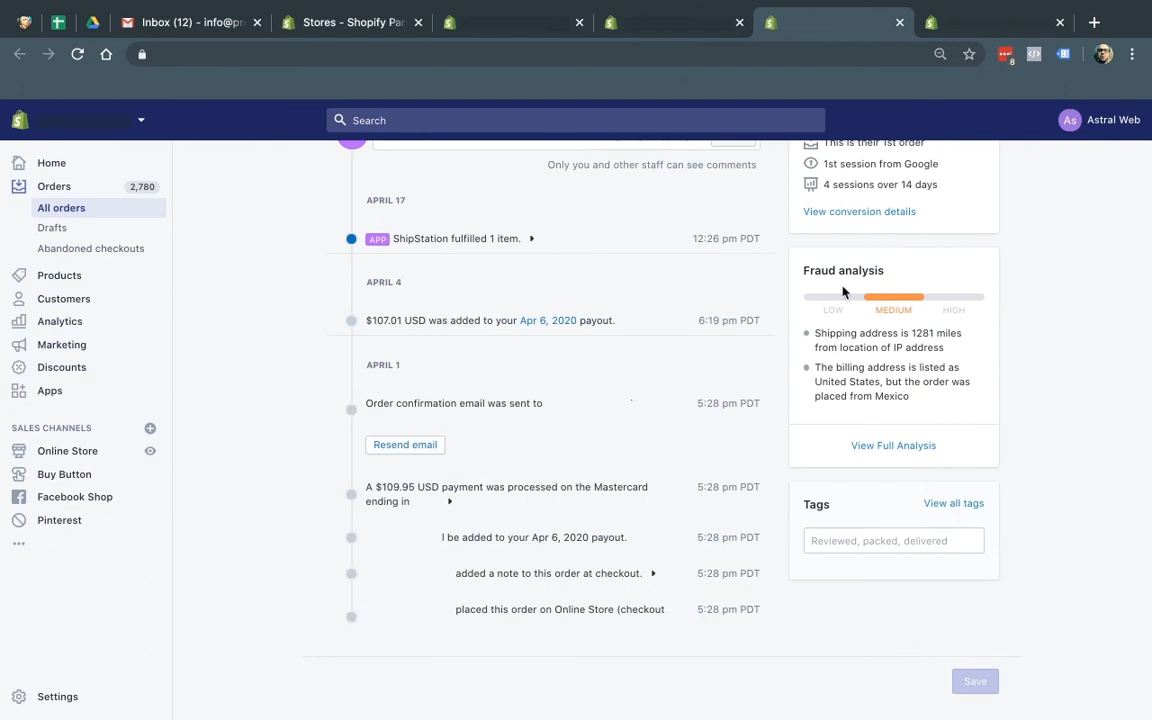 Inbox (12) - info@pr
Stores - Shopify Par
8
Search
As Astral Web
Home
Orders 2,780
All orders
Drafts
Abandoned checkouts
Products
Customers
Analytics
Marketing
Discounts
Apps
SALES CHANNELS
Online Store
Buy Button
Facebook Shop
Pinterest
Settings
Only you and other staff can see comments
APRIL 17
APP ShipStation fulfilled 1 item. 12:26 pm PDT
APRIL 4
$107.01 USD was added to your Apr 6, 2020 payout. 6:19 pm PDT
APRIL 1
Order confirmation email was sent to 5:28 pm PDT
Resend email
A $109.95 USD payment was processed on the Mastercard 5:28 pm PDT
ending in
l be added to your Apr 6, 2020 payout. 5:28 pm PDT
added a note to this order at checkout. 5:28 pm PDT
placed this order on Online Store (checkout 5:28 pm PDT
This is their 1st order
1st session from Google
4 sessions over 14 days
View conversion details
Fraud analysis
LOW MEDIUM HIGH
Shipping address is 1281 miles
from location of IP address
The billing address is listed as
United States, but the order was
placed from Mexico
View Full Analysis
Tags View all tags
Reviewed, packed, delivered
Save